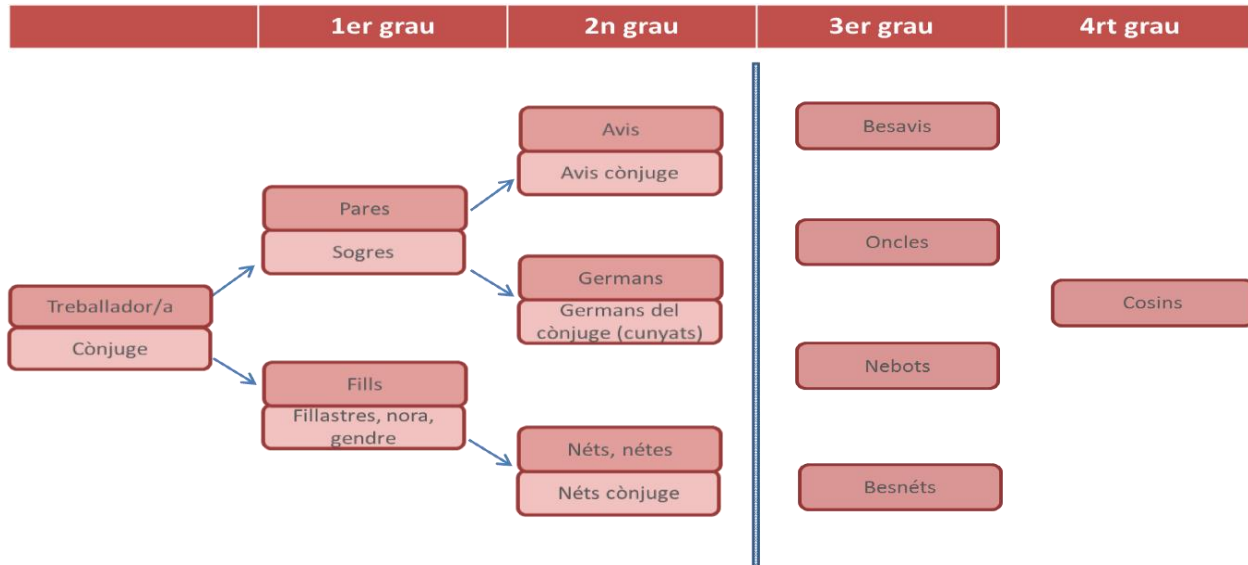 1er grau
2n grau
3er grau
4rt grau
Avis
Avis cònjuge
Besavis
Pares
Sogres
Oncles
Germans
Germans del
cònjuge (cunyats)
Treballador/a
Cònjuge
Cosins
Nebots
Fills
Fillastres, nora,
gendre
Néts, nétes
Néts cònjuge
Besnéts